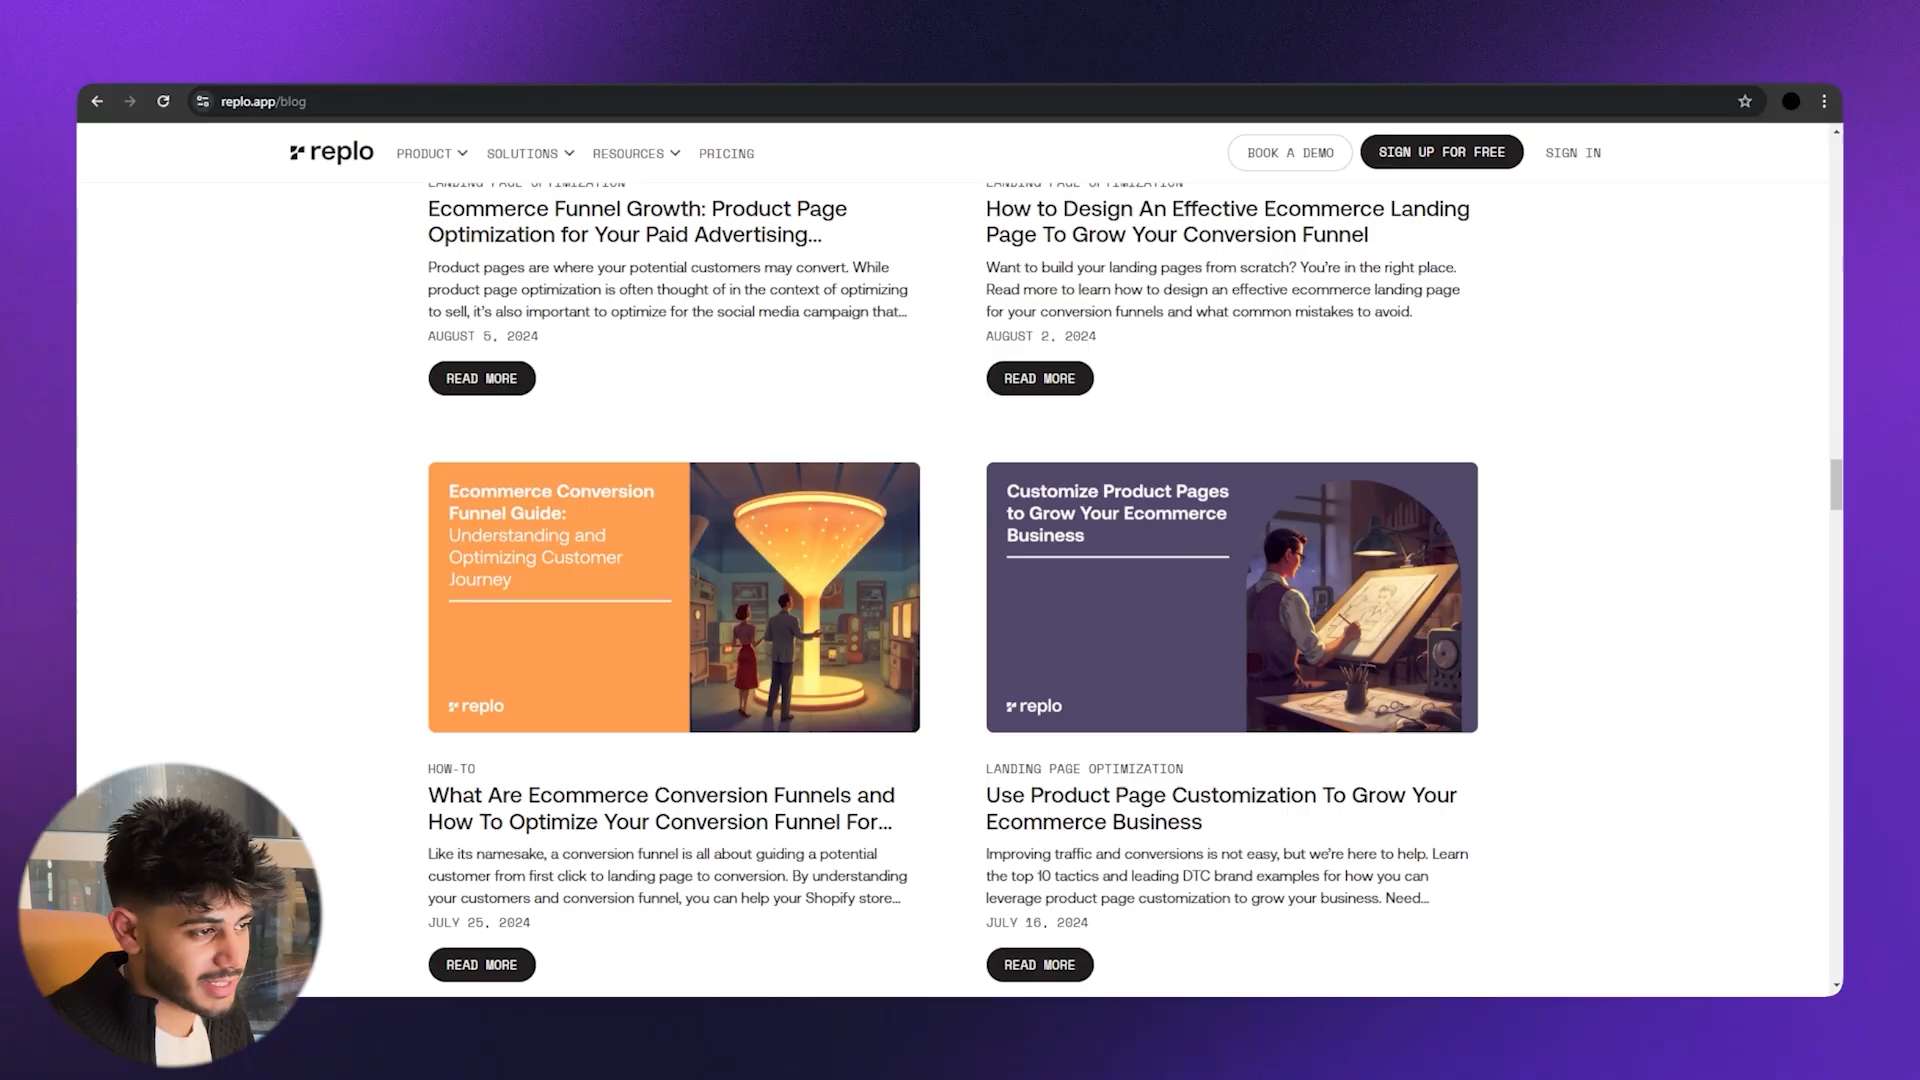 replo.app/blog
replo
PRODUCT
SOLUTIONS
RESOURCES
PRICING
BOOK A DEMO
SIGN UP FOR FREE
SIGN IN
LANDING PAGE OPTIMIZATION
Ecommerce Funnel Growth: Product Page
Optimization for Your Paid Advertising...
Product pages are where your potential customers may convert. While
product page optimization is often thought of in the context of optimizing
to sell, it's also important to optimize for the social media campaign that...
AUGUST 5, 2024
READ MORE
LANDING PAGE OPTIMIZATION
How to Design An Effective Ecommerce Landing
Page To Grow Your Conversion Funnel
Want to build your landing pages from scratch? You're in the right place.
Read more to learn how to design an effective ecommerce landing page
for your conversion funnels and what common mistakes to avoid.
AUGUST 2, 2024
READ MORE
Ecommerce Conversion
Funnel Guide:
Understanding and
Optimizing Customer
Journey
replo
HOW-TO
What Are Ecommerce Conversion Funnels and
How To Optimize Your Conversion Funnel For...
Like its namesake, a conversion funnel is all about guiding a potential
customer from first click to landing page to conversion. By understanding
your customers and conversion funnel, you can help your Shopify store...
JULY 25, 2024
READ MORE
Customize Product Pages
to Grow Your Ecommerce
Business
replo
LANDING PAGE OPTIMIZATION
Use Product Page Customization To Grow Your
Ecommerce Business
Improving traffic and conversions is not easy, but we're here to help. Learn
the top 10 tactics and leading DTC brand examples for how you can
leverage product page customization to grow your business. Need...
JULY 16, 2024
READ MORE